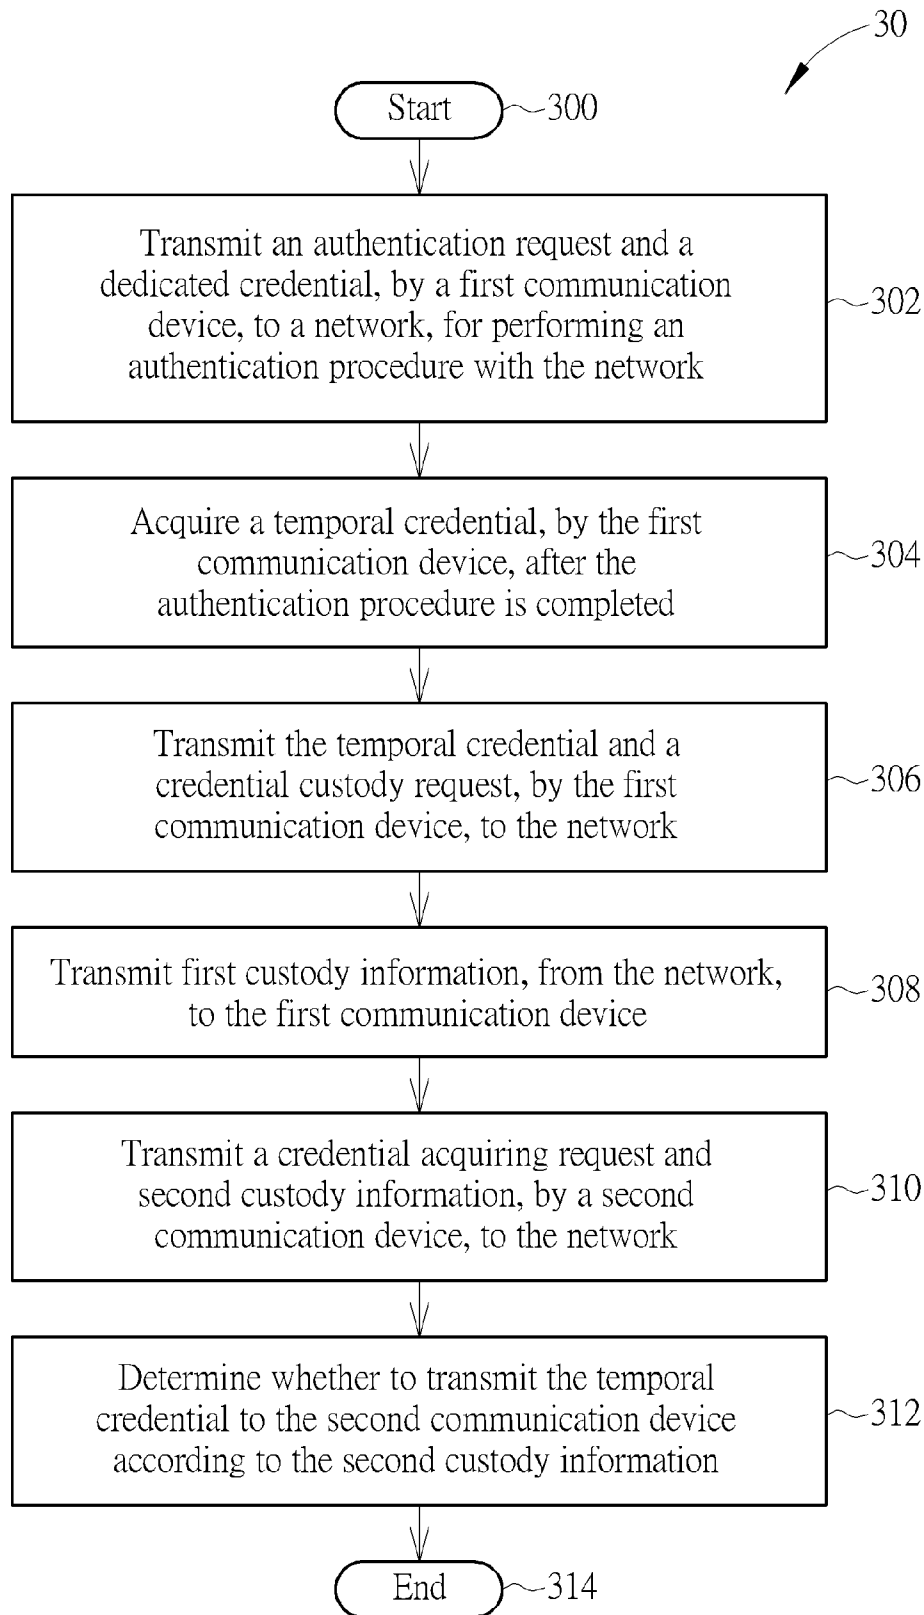 30
Start
300
Transmit an authentication request and a
dedicated credential, by a first communication
device, to a network, for performing an
authentication procedure with the network
302
Acquire a temporal credential, by the first
communication device, after the
authentication procedure is completed
304
Transmit the temporal credential and a
credential custody request, by the first
communication device, to the network
306
Transmit first custody information, from the network,
to the first communication device
308
Transmit a credential acquiring request and
second custody information, by a second
communication device, to the network
310
Determine whether to transmit the temporal
credential to the second communication device
according to the second custody information
312
End
314